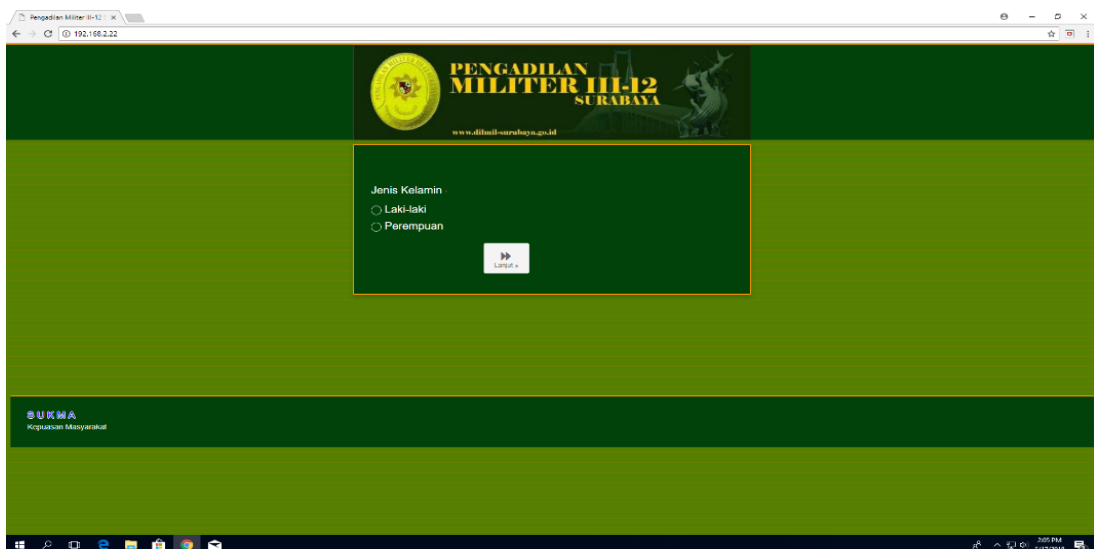 Pengadilan Militer III-12
192.168.2.22
PENGADILAN
MILITER III-12
SURABAYA
www.dilmil-surabaya.go.id
Jenis Kelamin
Laki-laki
Perempuan
Lanjut »
SUKMA
Kepuasan Masyarakat
2:05 PM